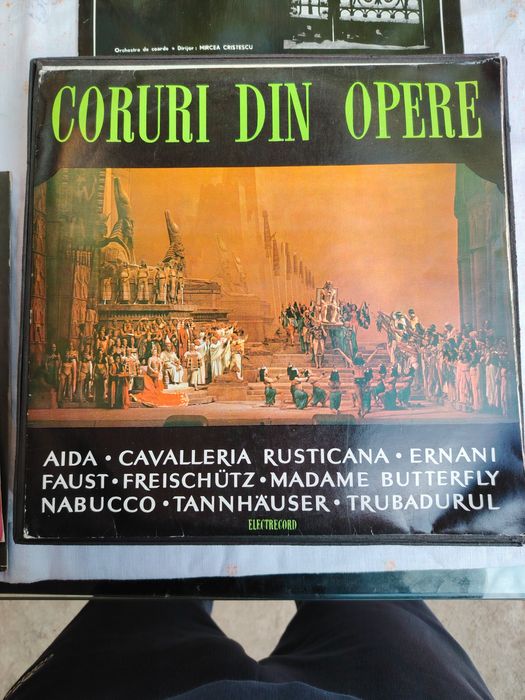 Orchestra de coarde • Dirijor: MIRCEA CRISTESCU
CORURI DIN OPERE
AIDA • CAVALLERIA RUSTICANA • ERNANI
FAUST • FREISCHÜTZ • MADAME BUTTERFLY
NABUCCO • TANNHÄUSER • TRUBADURUL
ELECTRECORD